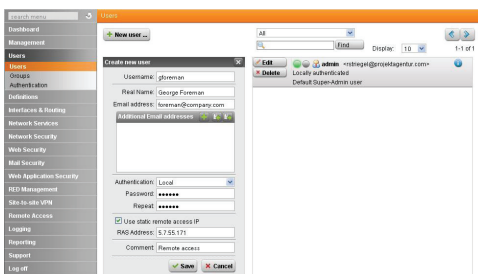 search menu
Dashboard
Management
Users
Users
Groups
Authentication
Definitions
Interfaces & Routing
Network Services
Network Security
Web Security
Mail Security
Web Application Security
RED Management
Site-to-site VPN
Remote Access
Logging
Reporting
Support
Log off
Users
New user ...
Create new user
Username: gforeman
Real Name: George Foreman
Email address: foreman@company.com
Additional Email addresses
Authentication: Local
Password: ●●●●●●
Repeat: ●●●●●●
Use static remote access IP
RAS Address: 5.7.55.171
Comment: Remote access
Save Cancel
All
Find Display: 10 1-1 of 1
Edit admin
Delete Locally authenticated
Default Super-Admin user